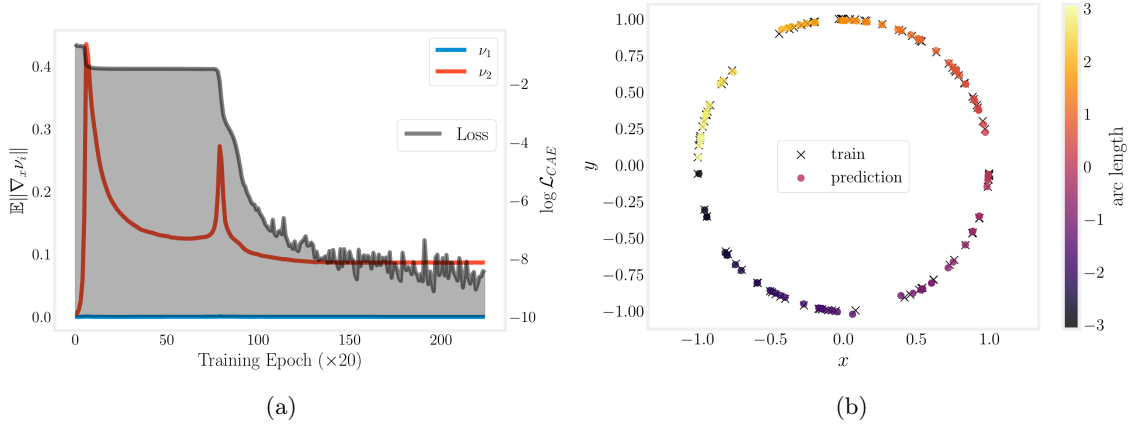 0.4
0.3
0.2
0.1
0.0
𝔼‖∇ₓνᵢ‖
ν₁
ν₂
Loss
−2
−4
−6
−8
−10
log 𝓛_CAE
0 50 100 150 200
Training Epoch (×20)
(a)
1.00
0.75
0.50
0.25
0.00
−0.25
−0.50
−0.75
−1.00
y
train
prediction
−1.0 −0.5 0.0 0.5 1.0
x
3
2
1
0
−1
−2
−3
arc length
(b)